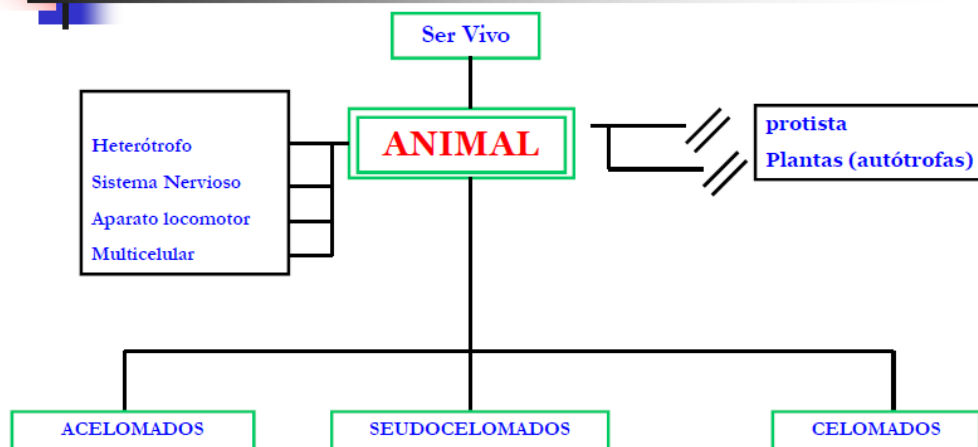 Ser Vivo
ANIMAL
Heterótrofo
Sistema Nervioso
Aparato locomotor
Multicelular
protista
Plantas (autótrofas)
ACELOMADOS
SEUDOCELOMADOS
CELOMADOS